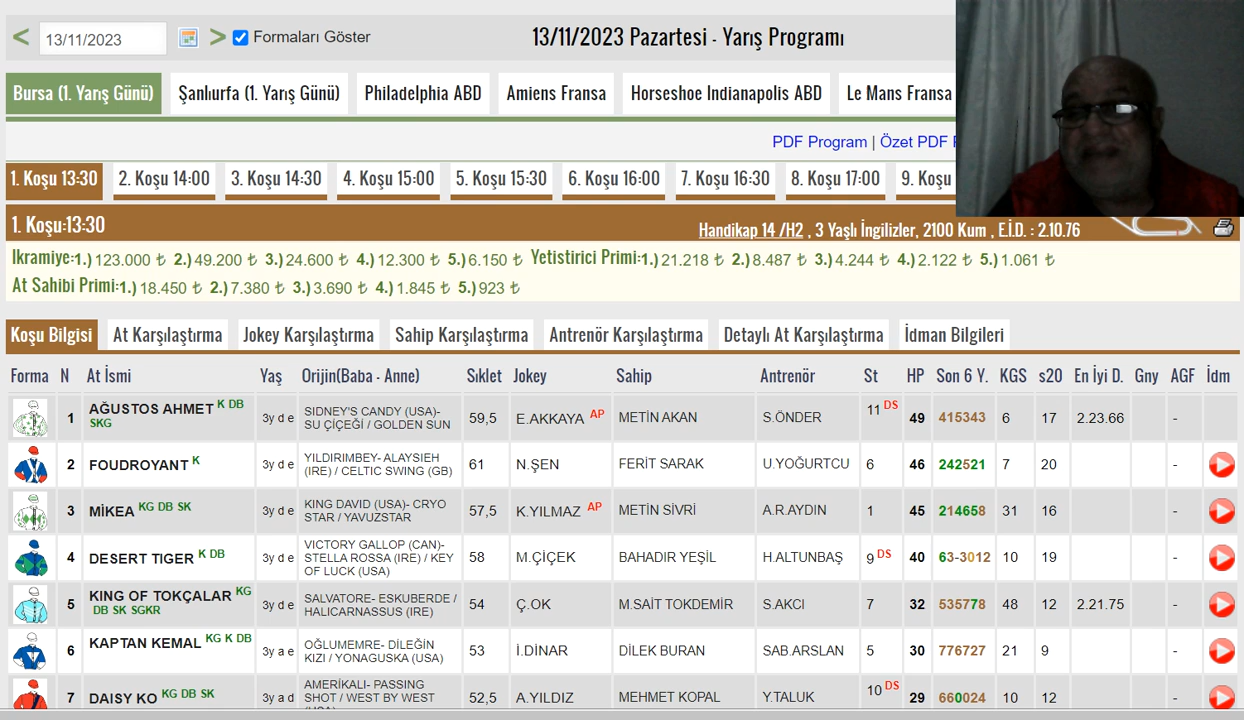 < 13/11/2023 > Formaları Göster 13/11/2023 Pazartesi - Yarış Programı
Bursa (1. Yarış Günü) Şanlıurfa (1. Yarış Günü) Philadelphia ABD Amiens Fransa Horseshoe Indianapolis ABD Le Mans Fransa
PDF Program | Özet PDF
1. Koşu 13:30 2. Koşu 14:00 3. Koşu 14:30 4. Koşu 15:00 5. Koşu 15:30 6. Koşu 16:00 7. Koşu 16:30 8. Koşu 17:00 9. Koşu
1. Koşu:13:30 Handikap 14 /H2 , 3 Yaşlı İngilizler, 2100 Kum , E.İ.D. : 2.10.76
Ikramiye:1.) 123.000 ₺ 2.) 49.200 ₺ 3.) 24.600 ₺ 4.) 12.300 ₺ 5.) 6.150 ₺ Yetistirici Primi:1.) 21.218 ₺ 2.) 8.487 ₺ 3.) 4.244 ₺ 4.) 2.122 ₺ 5.) 1.061 ₺
At Sahibi Primi:1.) 18.450 ₺ 2.) 7.380 ₺ 3.) 3.690 ₺ 4.) 1.845 ₺ 5.) 923 ₺
Koşu Bilgisi At Karşılaştırma Jokey Karşılaştırma Sahip Karşılaştırma Antrenör Karşılaştırma Detaylı At Karşılaştırma İdman Bilgileri
Forma N At İsmi Yaş Orijin(Baba - Anne) Sıklet Jokey Sahip Antrenör St HP Son 6 Y. KGS s20 En İyi D. Gny AGF İdm
1 AĞUSTOS AHMET K DB SKG 3y d e SIDNEY'S CANDY (USA)- SU ÇİÇEĞİ / GOLDEN SUN 59,5 E.AKKAYA AP METİN AKAN S.ÖNDER 11 DS 49 415343 6 17 2.23.66 -
2 FOUDROYANT K 3y d e YILDIRIMBEY- ALAYSIEH (IRE) / CELTIC SWING (GB) 61 N.ŞEN FERİT SARAK U.YOĞURTCU 6 46 242521 7 20 -
3 MİKEA KG DB SK 3y d e KING DAVID (USA)- CRYO STAR / YAVUZSTAR 57,5 K.YILMAZ AP METİN SİVRİ A.R.AYDIN 1 45 214658 31 16 -
4 DESERT TIGER K DB 3y d e VICTORY GALLOP (CAN)- STELLA ROSSA (IRE) / KEY OF LUCK (USA) 58 M.ÇİÇEK BAHADIR YEŞİL H.ALTUNBAŞ 9 DS 40 63-3012 10 19 -
5 KING OF TOKÇALAR KG DB SK SGKR 3y d e SALVATORE- ESKUBERDE / HALICARNASSUS (IRE) 54 Ç.OK M.SAİT TOKDEMİR S.AKCI 7 32 535778 48 12 2.21.75 -
6 KAPTAN KEMAL KG K DB 3y a e OĞLUMEMRE- DİLEĞİN KIZI / YONAGUSKA (USA) 53 İ.DİNAR DİLEK BURAN SAB.ARSLAN 5 30 776727 21 9 -
7 DAISY KO KG DB SK 3y a d AMERİKALI- PASSING SHOT / WEST BY WEST 52,5 A.YILDIZ MEHMET KOPAL Y.TALUK 10 DS 29 660024 10 12 -